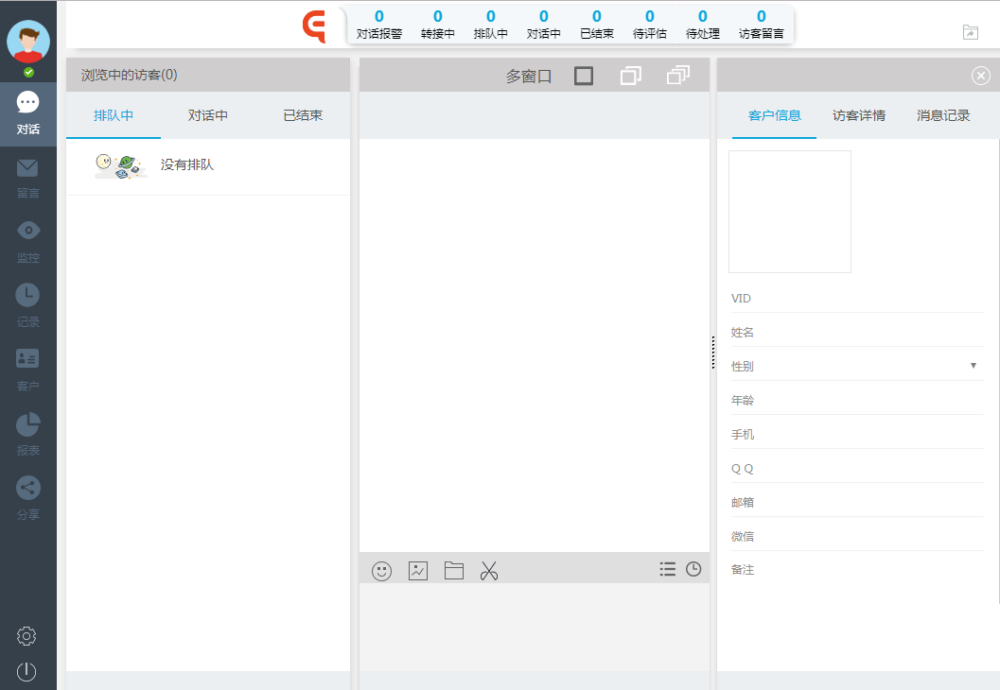 0 0 0 0 0 0 0 0
对话报警 转接中 排队中 对话中 已结束 待评估 待处理 访客留言
对话
留言
监控
记录
客户
报表
分享
浏览中的访客(0)
排队中 对话中 已结束
没有排队
多窗口
客户信息 访客详情 消息记录
VID
姓名
性别
年龄
手机
Q Q
邮箱
微信
备注